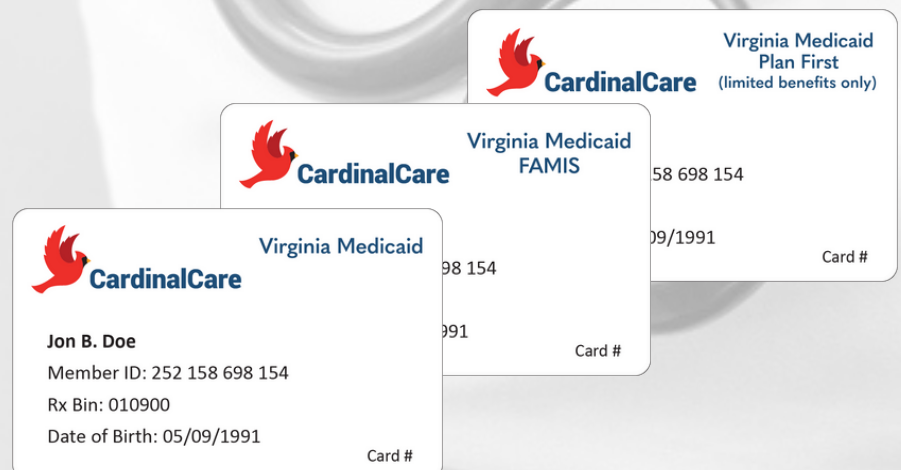 CardinalCare
Virginia Medicaid
Plan First
(limited benefits only)
58 698 154
09/1991
Card #
CardinalCare
Virginia Medicaid
FAMIS
98 154
991
Card #
CardinalCare
Virginia Medicaid
Jon B. Doe
Member ID: 252 158 698 154
Rx Bin: 010900
Date of Birth: 05/09/1991
Card #